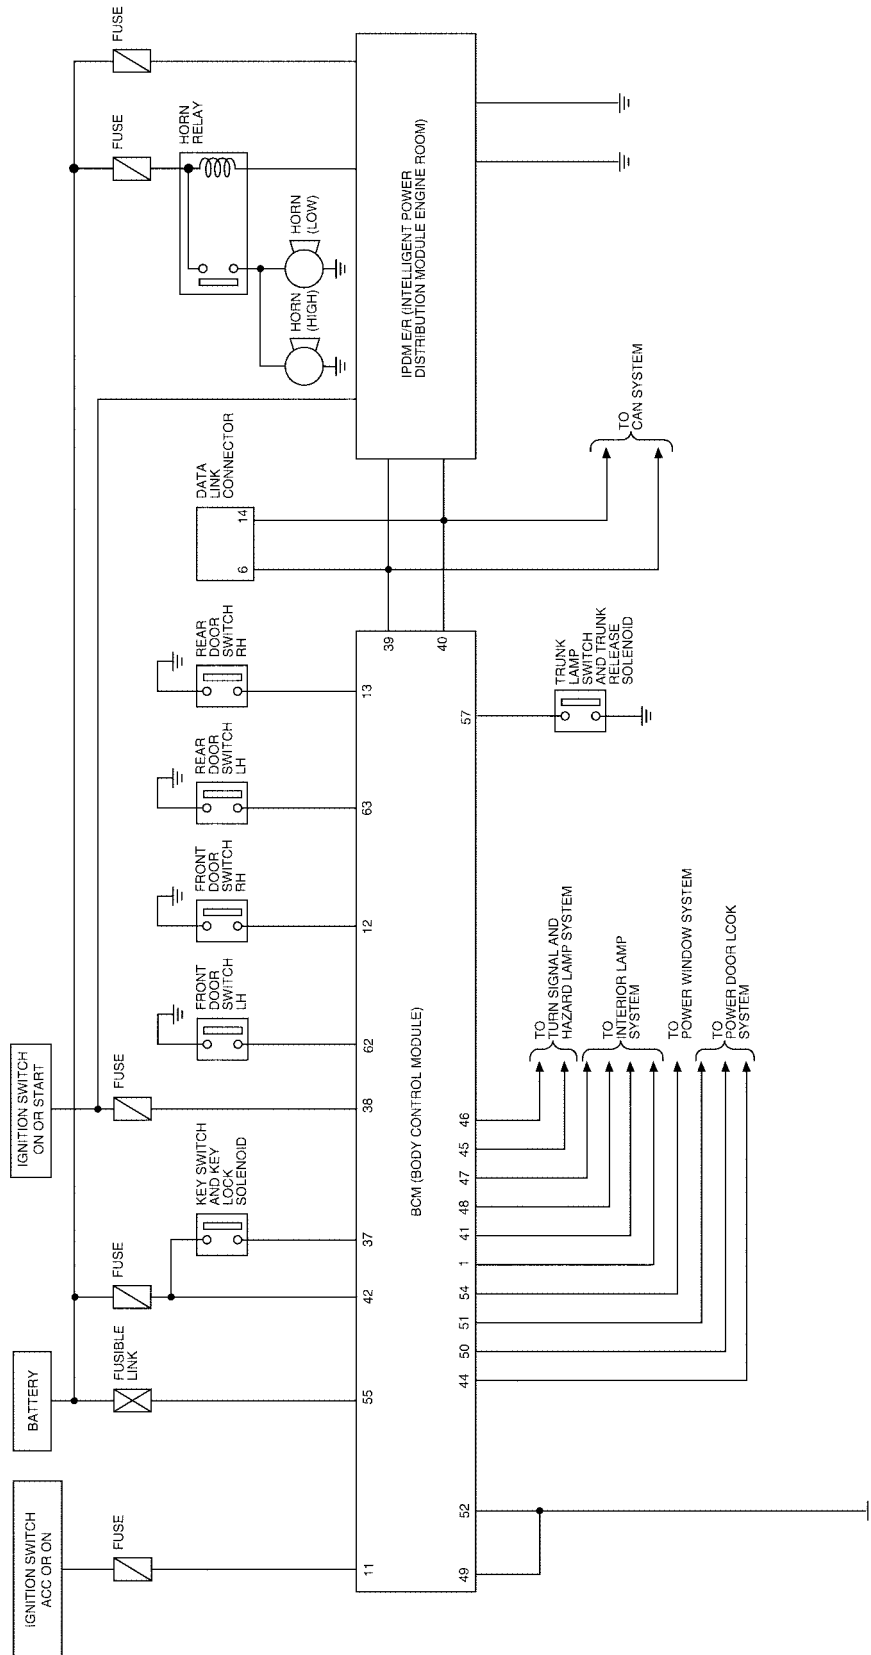 IGNITION SWITCH
ACC OR ON
BATTERY
IGNITION SWITCH
ON OR START
FUSE
FUSIBLE
LINK
FUSE
FUSE
FUSE
FUSE
KEY SWITCH
AND KEY
LOCK
SOLENOID
FRONT
DOOR
SWITCH
LH
FRONT
DOOR
SWITCH
RH
REAR
DOOR
SWITCH
LH
REAR
DOOR
SWITCH
RH
DATA
LINK
CONNECTOR
6
14
HORN
RELAY
HORN
(HIGH)
HORN
(LOW)
11
55
42
37
38
62
12
63
13
39
40
BCM (BODY CONTROL MODULE)
IPDM E/R (INTELLIGENT POWER
DISTRIBUTION MODULE ENGINE ROOM)
49
52
44
50
51
54
1
41
48
47
45
46
57
TO
TURN SIGNAL AND
HAZARD LAMP SYSTEM
TO
INTERIOR LAMP
SYSTEM
TO
POWER WINDOW SYSTEM
TO
POWER DOOR LCOK
SYSTEM
TRUNK
LAMP
SWITCH
AND TRUNK
RELEASE
SOLENOID
TO
CAN SYSTEM